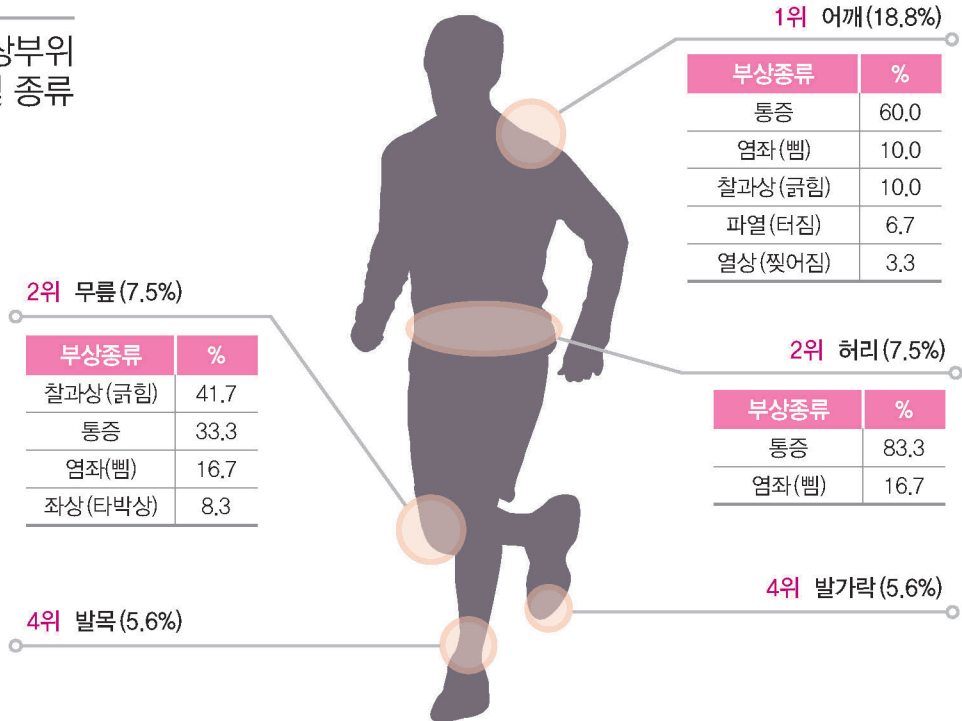 상부위
종류
1위 어깨(18.8%)
부상종류 %
통증 60.0
염좌(삠) 10.0
찰과상(긁힘) 10.0
파열(터짐) 6.7
열상(찢어짐) 3.3
2위 무릎(7.5%)
부상종류 %
찰과상(긁힘) 41.7
통증 33.3
염좌(삠) 16.7
좌상(타박상) 8.3
2위 허리(7.5%)
부상종류 %
통증 83.3
염좌(삠) 16.7
4위 발목(5.6%)
4위 발가락(5.6%)